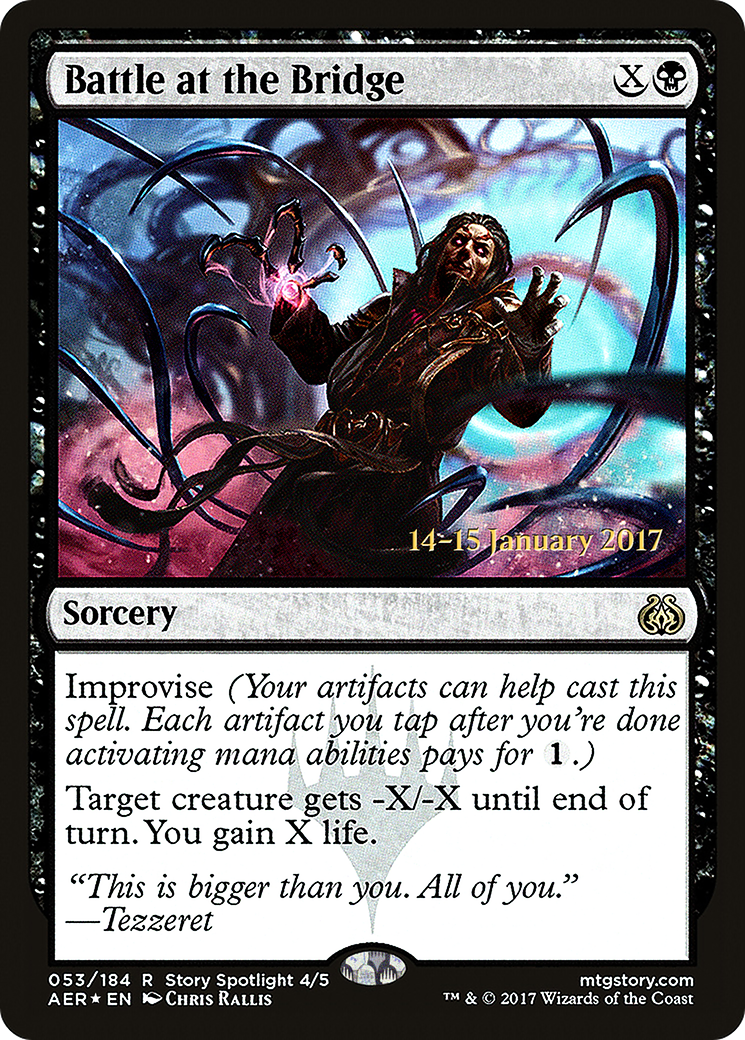 Battle at the Bridge X
14–15 January 2017
Sorcery
Improvise (Your artifacts can help cast this
spell. Each artifact you tap after you’re done
activating mana abilities pays for 1.)
Target creature gets -X/-X until end of
turn. You gain X life.
“This is bigger than you. All of you.”
—Tezzeret
053/184 R Story Spotlight 4/5 mtgstory.com
AER★EN Chris Rallis ™ & © 2017 Wizards of the Coast